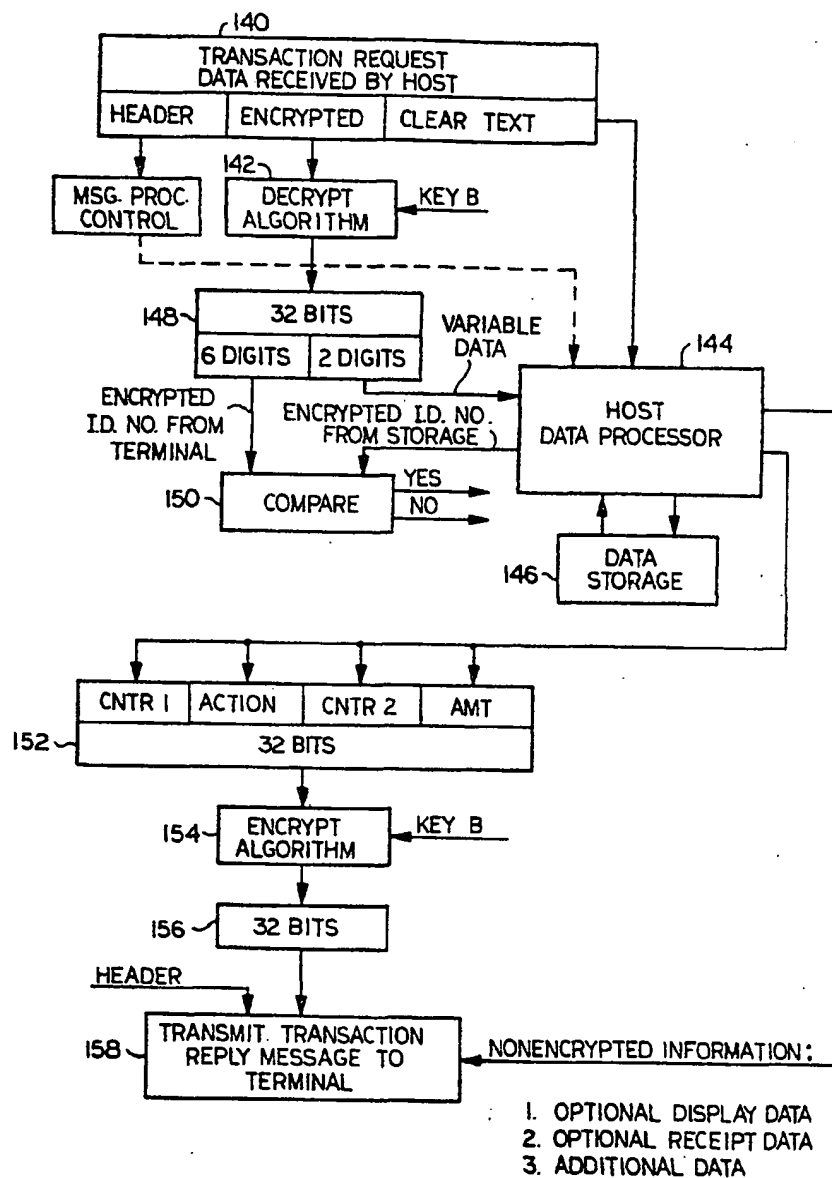 140
TRANSACTION REQUEST
DATA RECEIVED BY HOST
HEADER
ENCRYPTED
CLEAR TEXT
MSG. PROC.
CONTROL
142
DECRYPT
ALGORITHM
KEY B
148
32 BITS
6 DIGITS
2 DIGITS
VARIABLE
DATA
144
HOST
DATA PROCESSOR
ENCRYPTED
I.D. NO. FROM
TERMINAL
ENCRYPTED I.D. NO.
FROM STORAGE
150
COMPARE
YES
NO
146
DATA
STORAGE
CNTR 1
ACTION
CNTR 2
AMT
152
32 BITS
154
ENCRYPT
ALGORITHM
KEY B
156
32 BITS
HEADER
158
TRANSMIT. TRANSACTION
REPLY MESSAGE TO
TERMINAL
NONENCRYPTED INFORMATION:
1. OPTIONAL DISPLAY DATA
2. OPTIONAL RECEIPT DATA
3. ADDITIONAL DATA